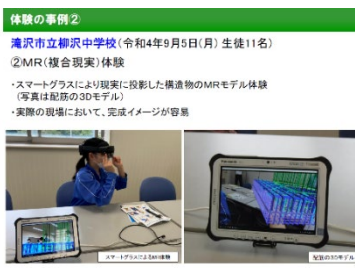 体験の事例②
滝沢市立柳沢中学校(令和4年9月5日(月) 生徒11名)
②MR(複合現実)体験
・スマートグラスにより現実に投影した構造物のMRモデル体験
(写真は配筋の3Dモデル)
・実際の現場において、完成イメージが容易
スマートグラスによるMR体験
配筋の3Dモデル